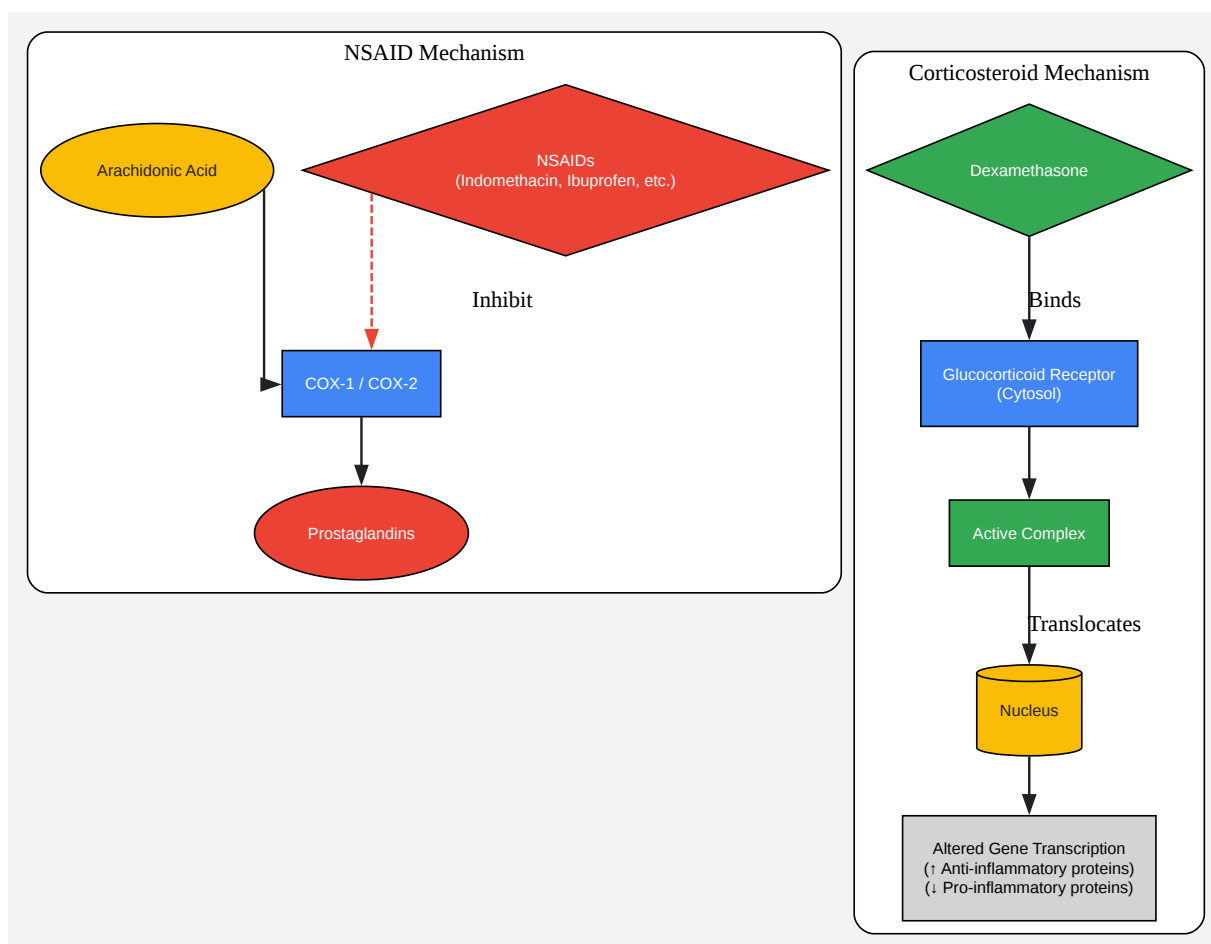 NSAID Mechanism
Arachidonic Acid
NSAIDs
(Indomethacin, Ibuprofen, etc.)
Inhibit
COX-1 / COX-2
Prostaglandins
Corticosteroid Mechanism
Dexamethasone
Binds
Glucocorticoid Receptor
(Cytosol)
Active Complex
Translocates
Nucleus
Altered Gene Transcription
(↑ Anti-inflammatory proteins)
(↓ Pro-inflammatory proteins)